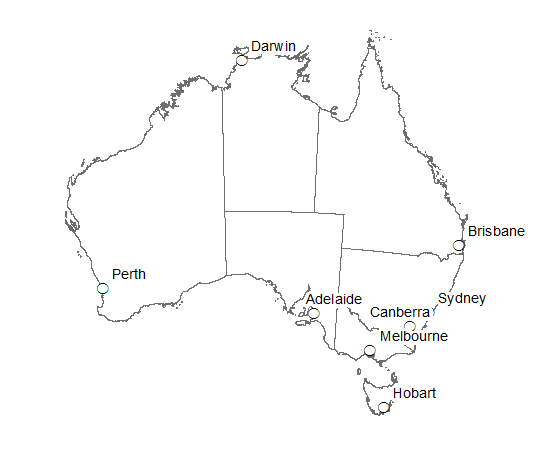 Darwin
Brisbane
Perth
Adelaide
Sydney
Canberra
Melbourne
Hobart